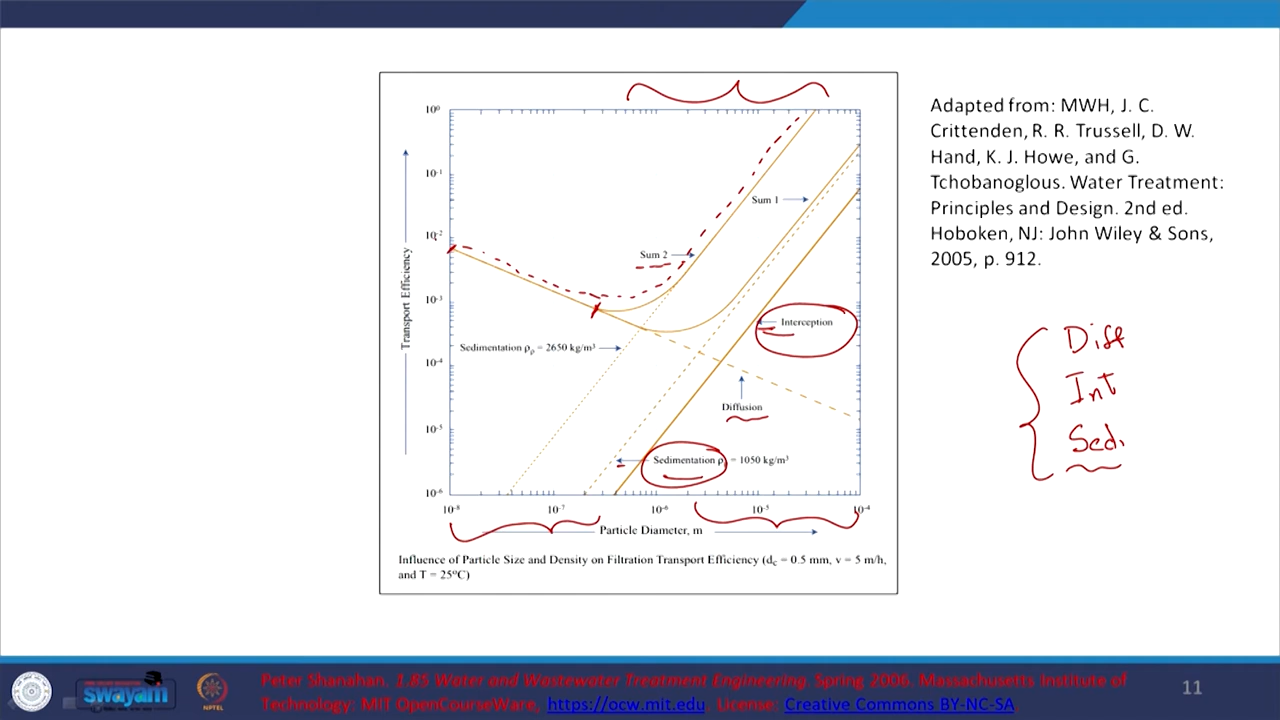 10⁰
10⁻¹
10⁻²
10⁻³
10⁻⁴
10⁻⁵
10⁻⁶
Transport Efficiency
Sum 1
Sum 2
Interception
Sedimentation ρₚ = 2650 kg/m³
Diffusion
Sedimentation ρ = 1050 kg/m³
10⁻⁸ 10⁻⁷ 10⁻⁶ 10⁻⁵ 10⁻⁴
Particle Diameter, m
Influence of Particle Size and Density on Filtration Transport Efficiency (d꜀ = 0.5 mm, v = 5 m/h,
and T = 25°C)
Adapted from: MWH, J. C.
Crittenden, R. R. Trussell, D. W.
Hand, K. J. Howe, and G.
Tchobanoglous. Water Treatment:
Principles and Design. 2nd ed.
Hoboken, NJ: John Wiley & Sons,
2005, p. 912.
Diff
Int
Sed.
swayam
NPTEL
Peter Shanahan. 1.85 Water and Wastewater Treatment Engineering. Spring 2006. Massachusetts Institute of
Technology: MIT OpenCourseWare, https://ocw.mit.edu. License: Creative Commons BY-NC-SA
11